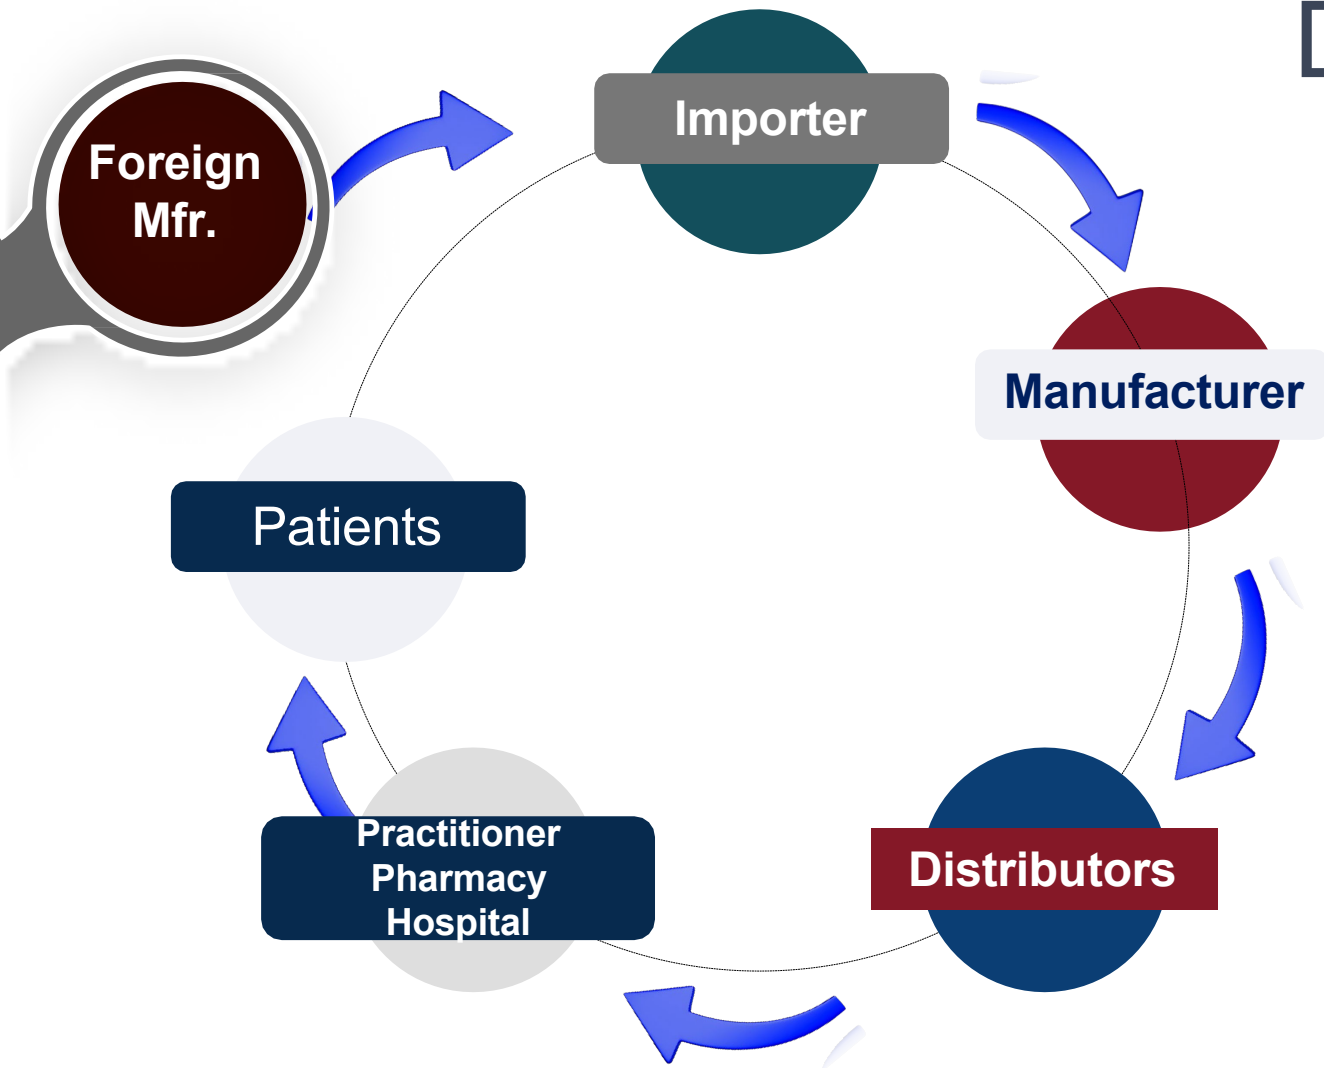 Foreign
Mfr.
Importer
Manufacturer
Patients
Practitioner
Pharmacy
Hospital
Distributors